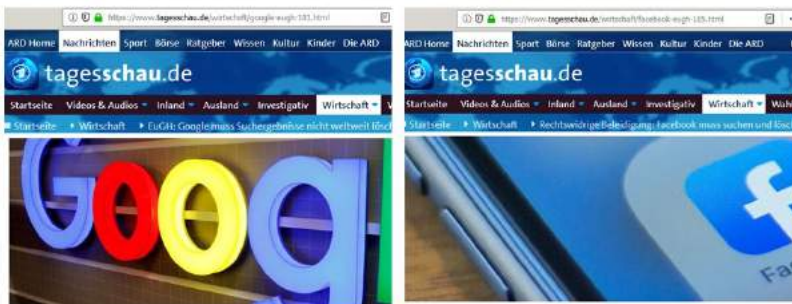 https://www.tagesschau.de/wirtschaft/google-eugh-101.html
ARD Home Nachrichten Sport Börse Ratgeber Wissen Kultur Kinder Die ARD
tagesschau.de
Startseite Videos & Audios Inland Ausland Investigativ Wirtschaft
Startseite Wirtschaft EuGH: Google muss Suchergebnisse nicht weltweit lösch
Goog
https://www.tagesschau.de/wirtschaft/facebook-eugh-105.html
ARD Home Nachrichten Sport Börse Ratgeber Wissen Kultur Kinder Die ARD
tagesschau.de
Startseite Videos & Audios Inland Ausland Investigativ Wirtschaft Wahl
Startseite Wirtschaft Rechtswidrige Beleidigung: Facebook muss suchen und lösch
f
Fac